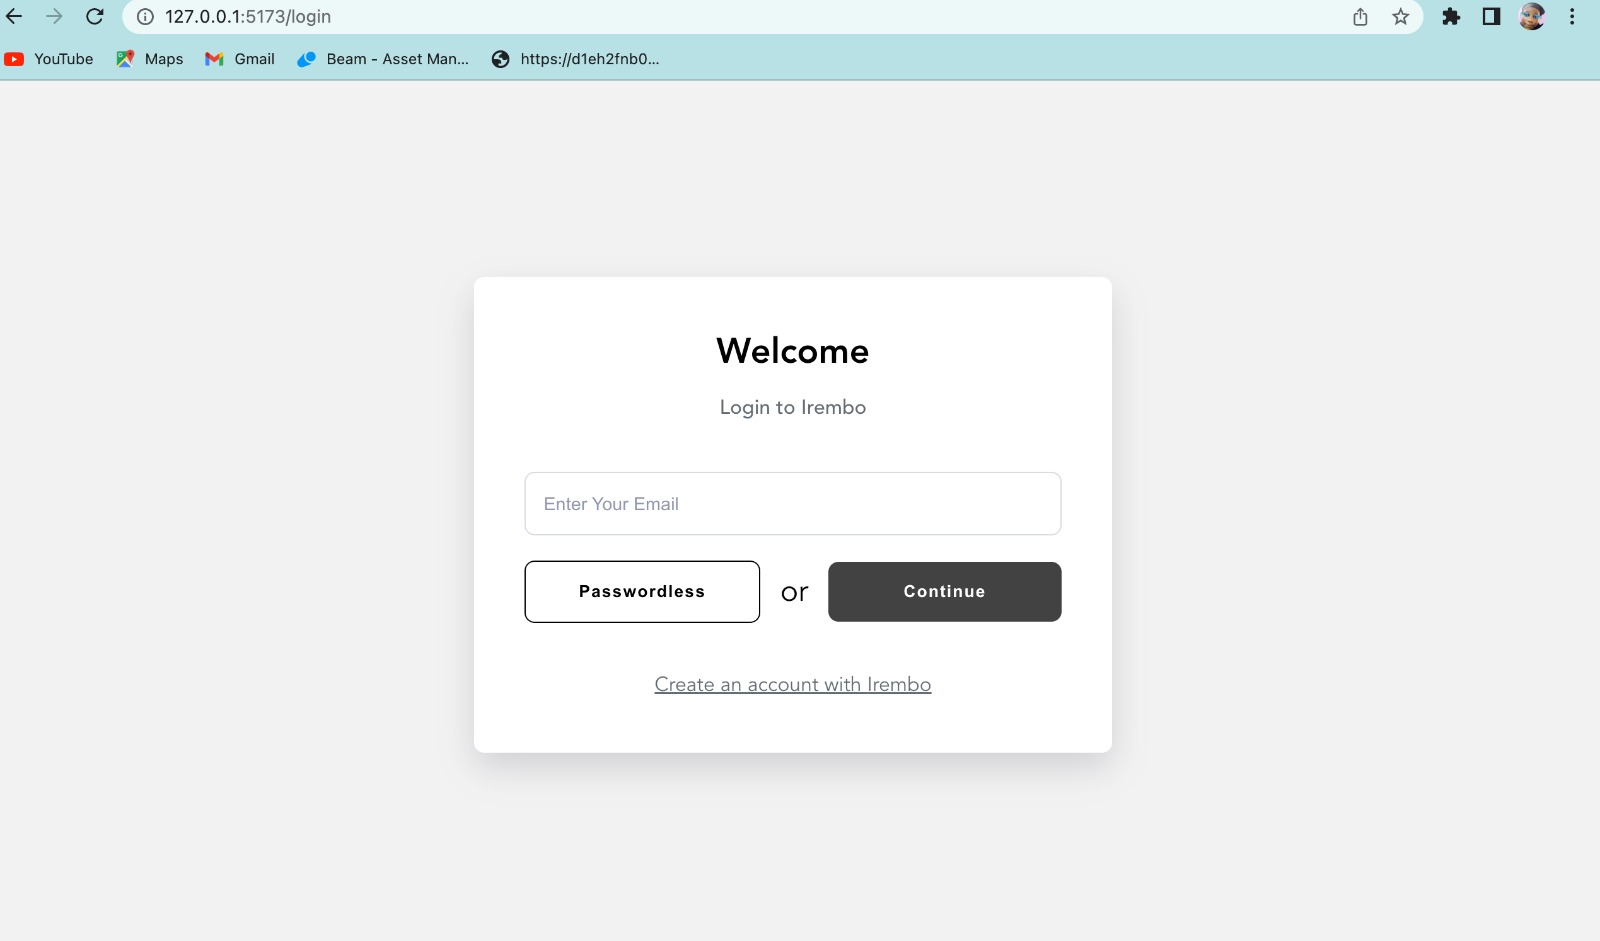 127.0.0.1:5173/login
YouTube Maps Gmail Beam - Asset Man... https://d1eh2fnb0...
Welcome
Login to Irembo
Enter Your Email
Passwordless or Continue
Create an account with Irembo